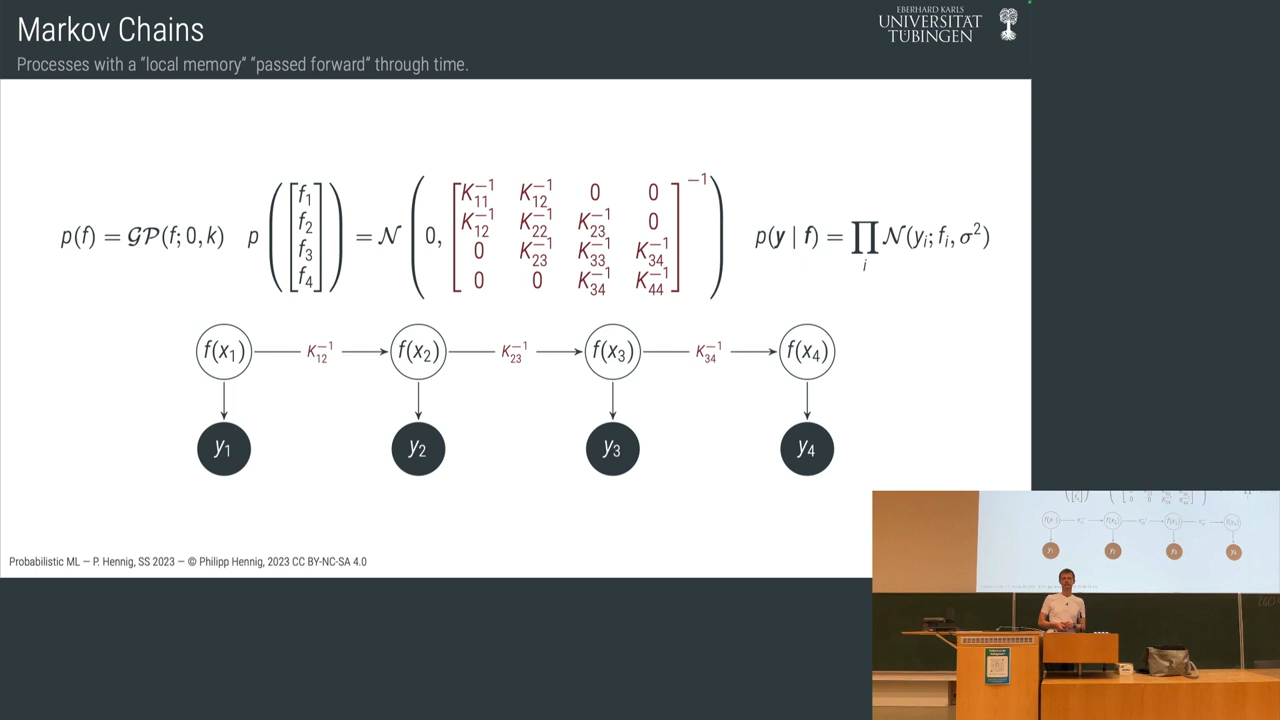 Markov Chains
Processes with a "local memory" "passed forward" through time.
EBERHARD KARLS
UNIVERSITÄT
TÜBINGEN
p(f) = GP(f; 0, k) p([f₁ f₂ f₃ f₄]) = N(0, [K₁₁⁻¹ K₁₂⁻¹ 0 0; K₁₂⁻¹ K₂₂⁻¹ K₂₃⁻¹ 0; 0 K₂₃⁻¹ K₃₃⁻¹ K₃₄⁻¹; 0 0 K₃₄⁻¹ K₄₄⁻¹]⁻¹) p(y | f) = ∏ᵢ N(yᵢ; fᵢ, σ²)
f(x₁) K₁₂⁻¹ f(x₂) K₂₃⁻¹ f(x₃) K₃₄⁻¹ f(x₄)
y₁ y₂ y₃ y₄
Probabilistic ML — P. Hennig, SS 2023 — © Philipp Hennig, 2023 CC BY-NC-SA 4.0